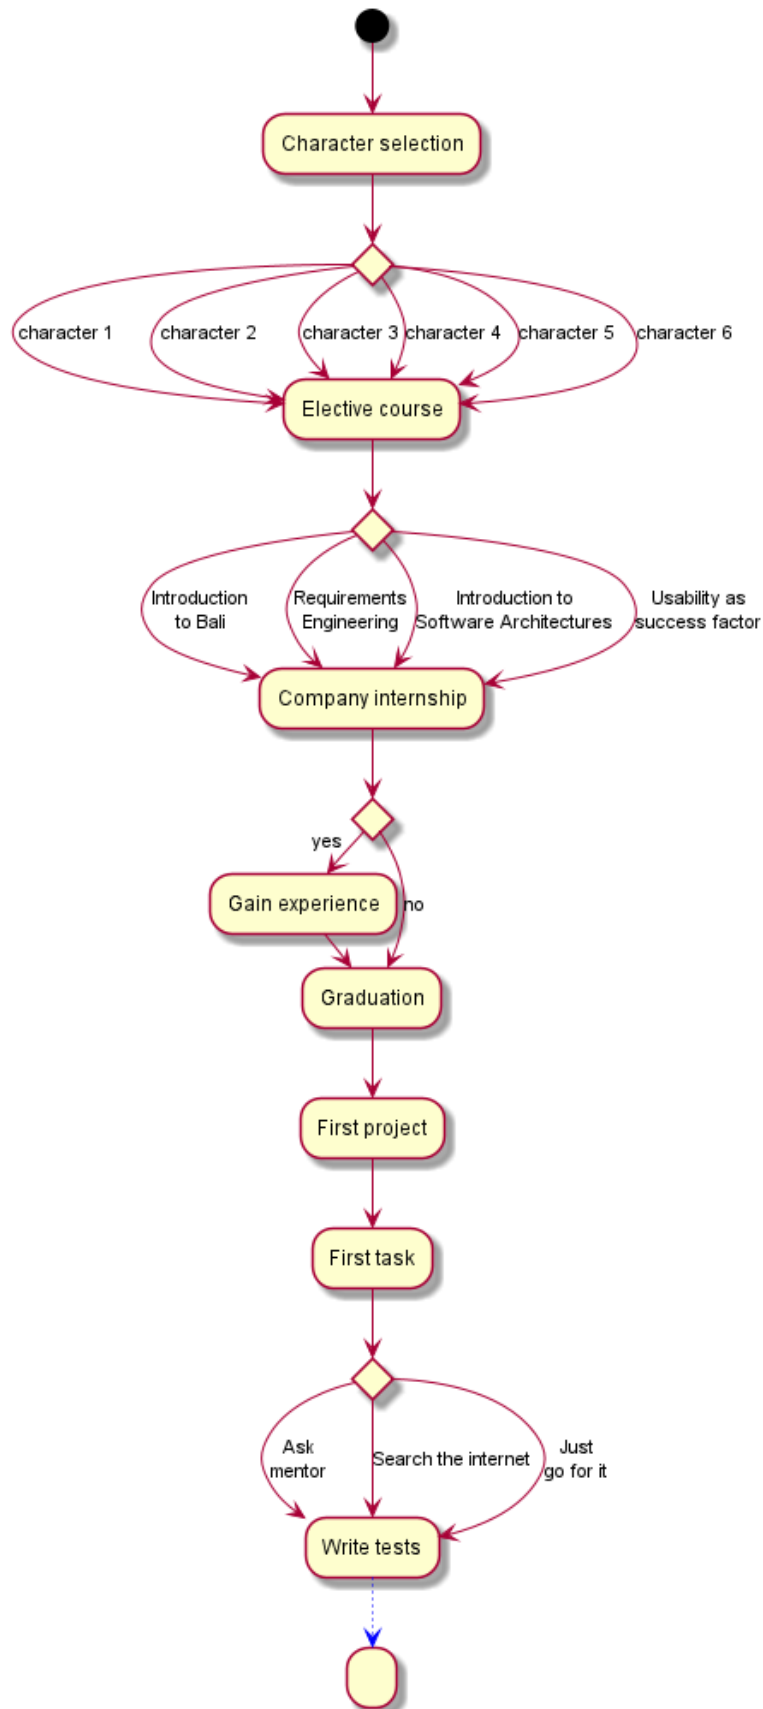 Character selection
character 1
character 2
character 3
character 4
character 5
character 6
Elective course
Introduction
to Bali
Requirements
Engineering
Introduction to
Software Architectures
Usability as
success factor
Company internship
yes
Gain experience
no
Graduation
First project
First task
Ask
mentor
Search the internet
Just
go for it
Write tests